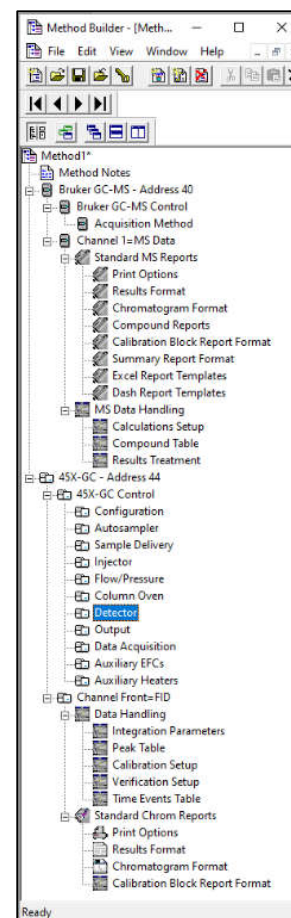 Method Builder - [Meth...
File Edit View Window Help
Method1*
Method Notes
Bruker GC-MS - Address 40
Bruker GC-MS Control
Acquisition Method
Channel 1=MS Data
Standard MS Reports
Print Options
Results Format
Chromatogram Format
Compound Reports
Calibration Block Report Format
Summary Report Format
Excel Report Templates
Dash Report Templates
MS Data Handling
Calculations Setup
Compound Table
Results Treatment
45X-GC - Address 44
45X-GC Control
Configuration
Autosampler
Sample Delivery
Injector
Flow/Pressure
Column Oven
Detector
Output
Data Acquisition
Auxiliary EFCs
Auxiliary Heaters
Channel Front=FID
Data Handling
Integration Parameters
Peak Table
Calibration Setup
Verification Setup
Time Events Table
Standard Chrom Reports
Print Options
Results Format
Chromatogram Format
Calibration Block Report Format
Ready